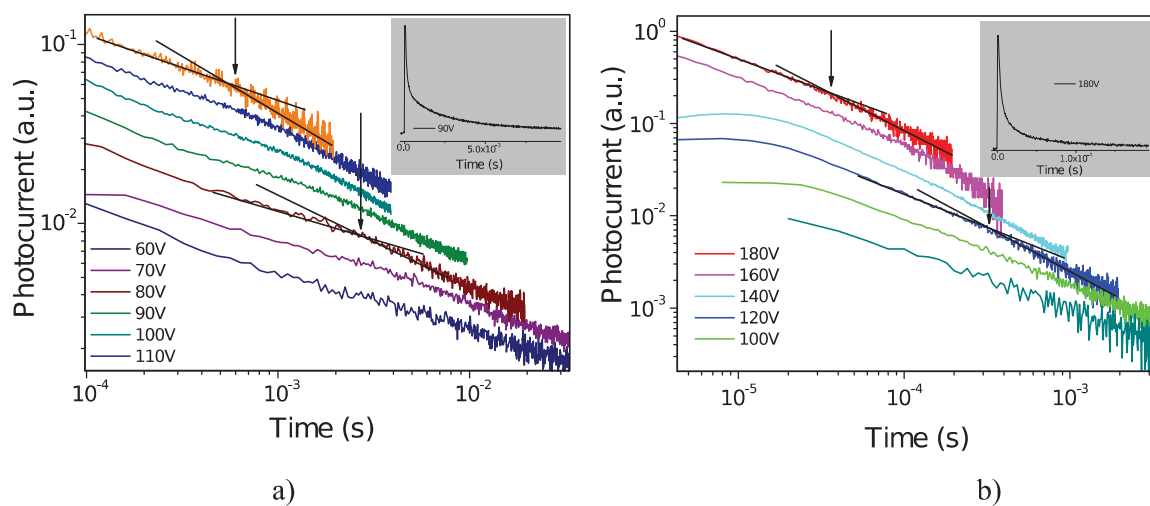 Photocurrent (a.u.)
10⁻¹
10⁻²
10⁻⁴
10⁻³
10⁻²
Time (s)
60V
70V
80V
90V
100V
110V
90V
0.0
5.0x10⁻³
Time (s)
a)
Photocurrent (a.u.)
10⁰
10⁻¹
10⁻²
10⁻³
10⁻⁵
10⁻⁴
10⁻³
Time (s)
180V
160V
140V
120V
100V
180V
0.0
1.0x10⁻⁴
Time (s)
b)